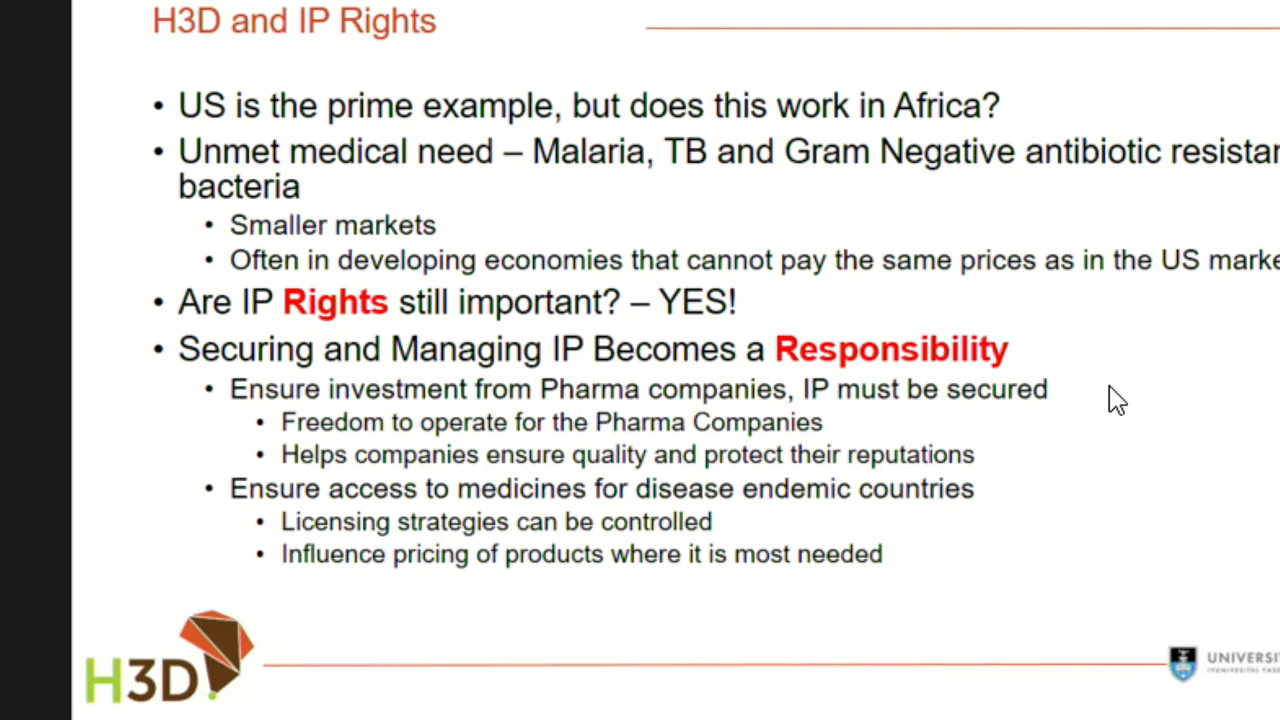 H3D and IP Rights
• US is the prime example, but does this work in Africa?
• Unmet medical need – Malaria, TB and Gram Negative antibiotic resistan
bacteria
• Smaller markets
• Often in developing economies that cannot pay the same prices as in the US marke
• Are IP Rights still important? – YES!
• Securing and Managing IP Becomes a Responsibility
• Ensure investment from Pharma companies, IP must be secured
• Freedom to operate for the Pharma Companies
• Helps companies ensure quality and protect their reputations
• Ensure access to medicines for disease endemic countries
• Licensing strategies can be controlled
• Influence pricing of products where it is most needed
H3D
UNIVERSI